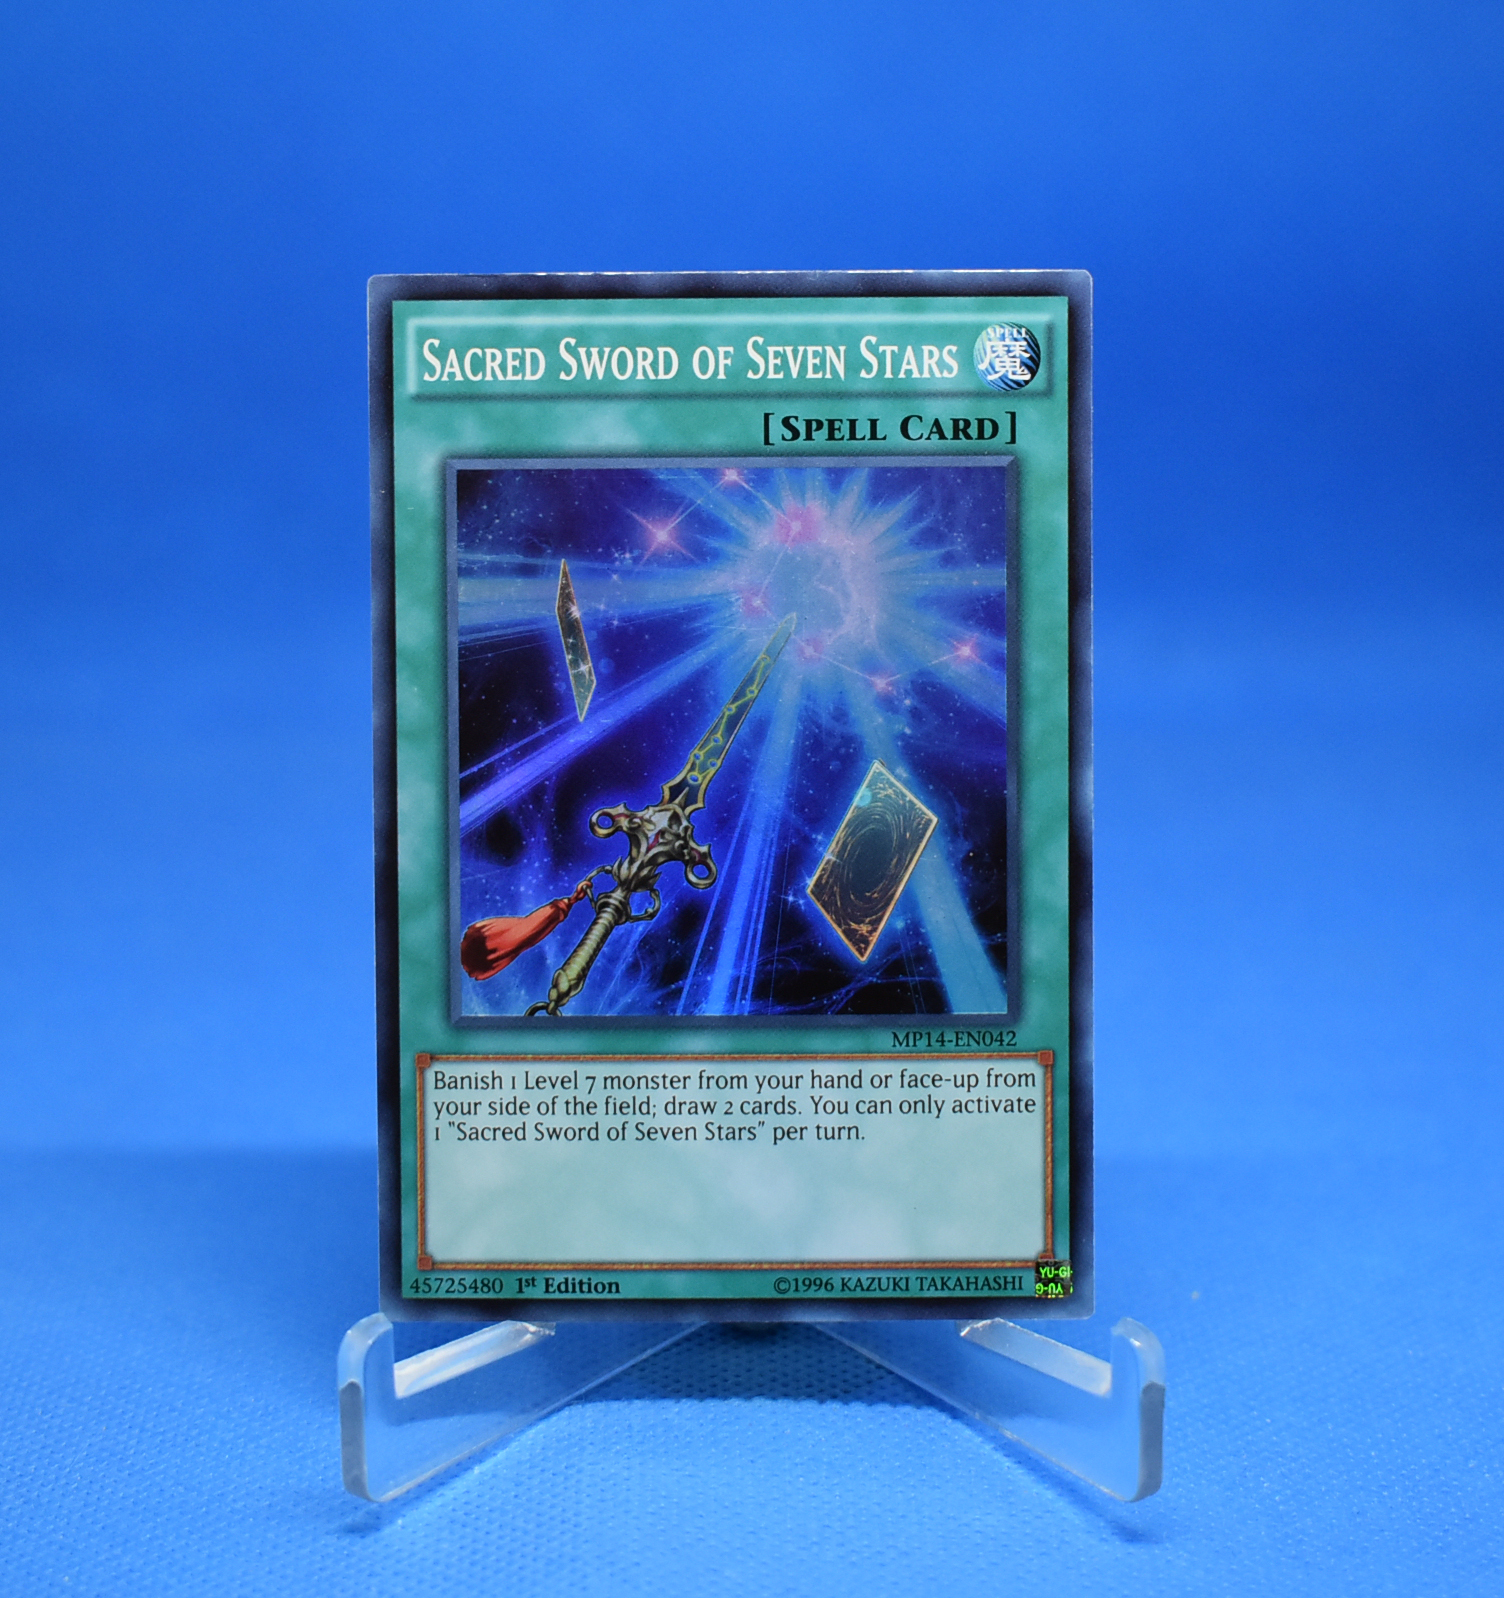 SACRED SWORD OF SEVEN STARS
SPELL
魔
[SPELL CARD]
MP14-EN042
Banish 1 Level 7 monster from your hand or face-up from
your side of the field; draw 2 cards. You can only activate
1 "Sacred Sword of Seven Stars" per turn.
45725480 1st Edition ©1996 KAZUKI TAKAHASHI
YU-GI